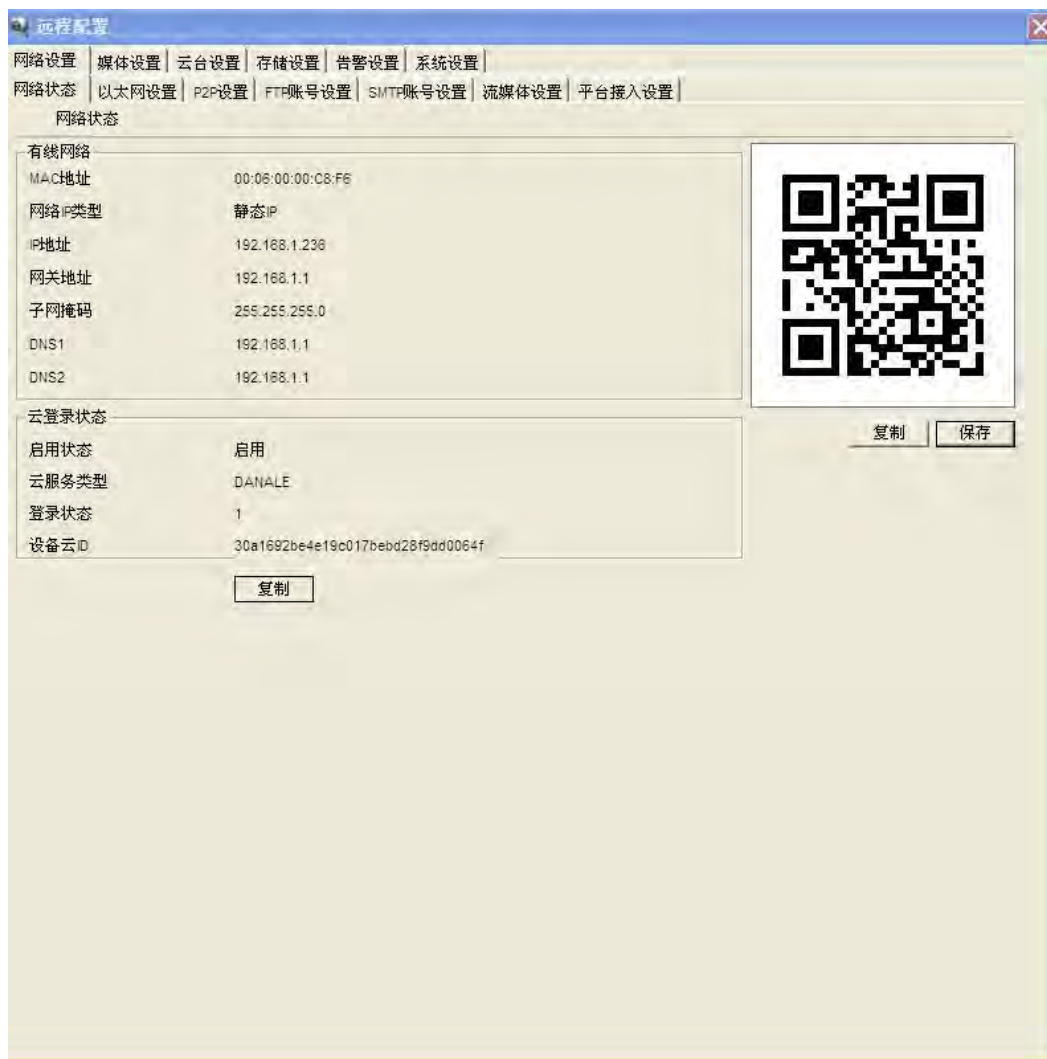 远程配置
网络设置 媒体设置 云台设置 存储设置 告警设置 系统设置
网络状态 以太网设置 P2P设置 FTP账号设置 SMTP账号设置 流媒体设置 平台接入设置
网络状态
有线网络
MAC地址 00:06:00:00:C8:F6
网络IP类型 静态IP
IP地址 192.168.1.236
网关地址 192.168.1.1
子网掩码 255.255.255.0
DNS1 192.168.1.1
DNS2 192.168.1.1
复制 保存
云登录状态
启用状态 启用
云服务类型 DANALE
登录状态 1
设备云ID 30a1692be4e19c017bebd28f9dd0064f
复制